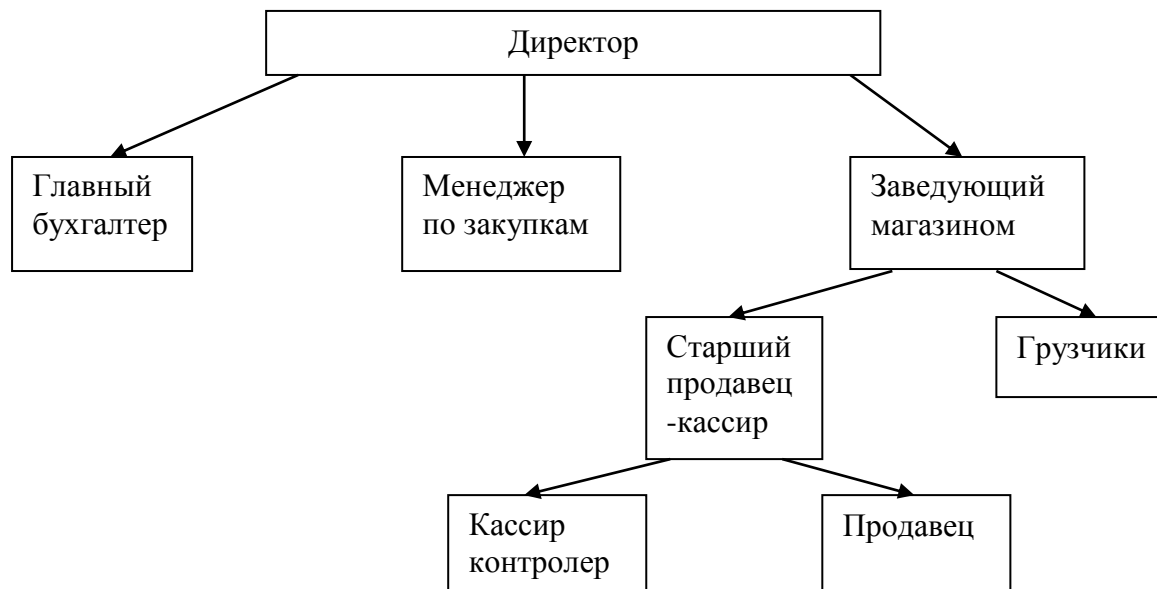 Директор
Главный
бухгалтер
Менеджер
по закупкам
Заведующий
магазином
Старший
продавец
-кассир
Грузчики
Кассир
контролер
Продавец